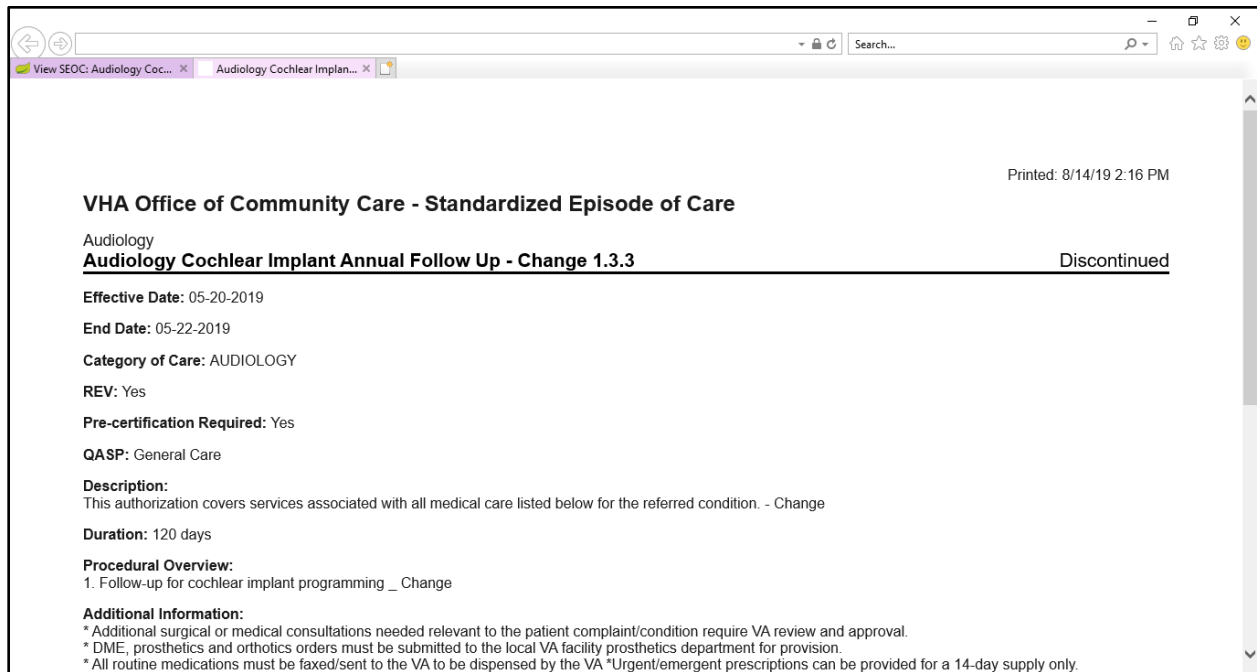 Search...
View SEOC: Audiology Coc...
Audiology Cochlear Implan...
Printed: 8/14/19 2:16 PM
VHA Office of Community Care - Standardized Episode of Care
Audiology
Audiology Cochlear Implant Annual Follow Up - Change 1.3.3 Discontinued
Effective Date: 05-20-2019
End Date: 05-22-2019
Category of Care: AUDIOLOGY
REV: Yes
Pre-certification Required: Yes
QASP: General Care
Description:
This authorization covers services associated with all medical care listed below for the referred condition. - Change
Duration: 120 days
Procedural Overview:
1. Follow-up for cochlear implant programming _ Change
Additional Information:
* Additional surgical or medical consultations needed relevant to the patient complaint/condition require VA review and approval.
* DME, prosthetics and orthotics orders must be submitted to the local VA facility prosthetics department for provision.
* All routine medications must be faxed/sent to the VA to be dispensed by the VA *Urgent/emergent prescriptions can be provided for a 14-day supply only.